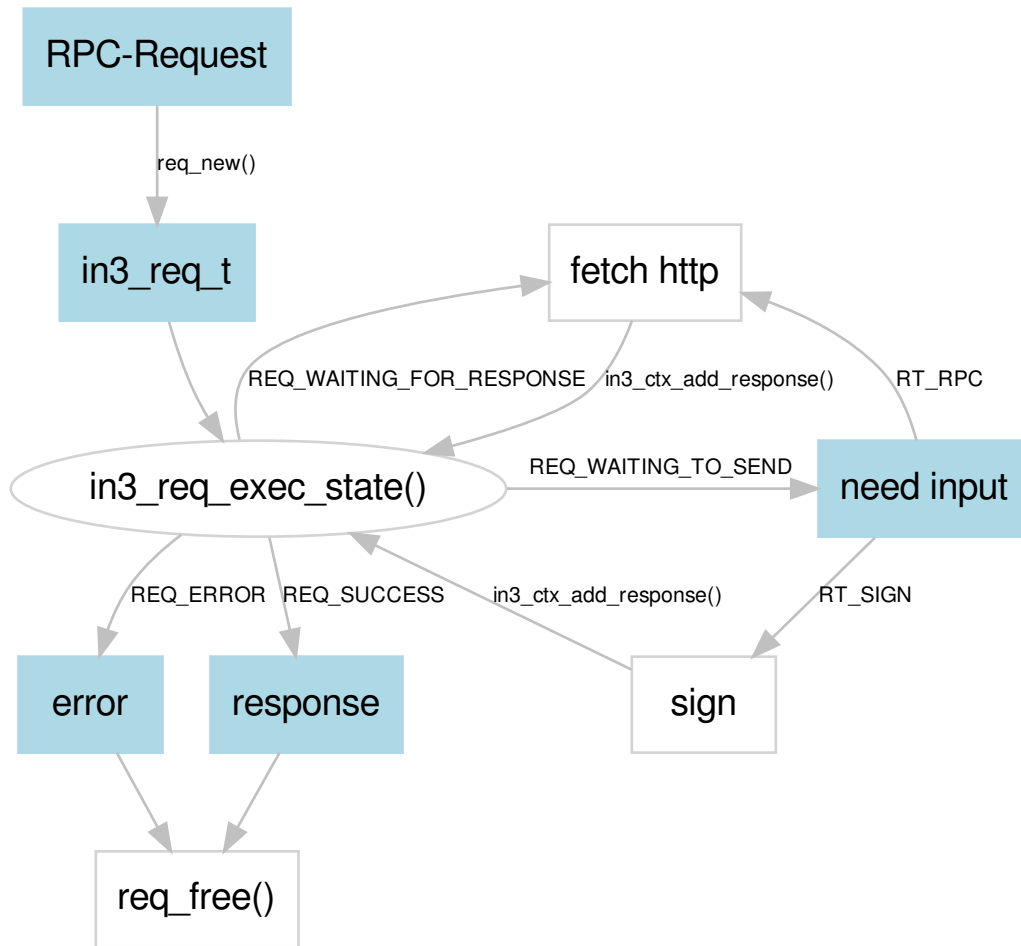 RPC-Request
req_new()
in3_req_t
fetch http
REQ_WAITING_FOR_RESPONSE
in3_ctx_add_response()
RT_RPC
in3_req_exec_state()
REQ_WAITING_TO_SEND
need input
REQ_ERROR
REQ_SUCCESS
in3_ctx_add_response()
RT_SIGN
error
response
sign
req_free()